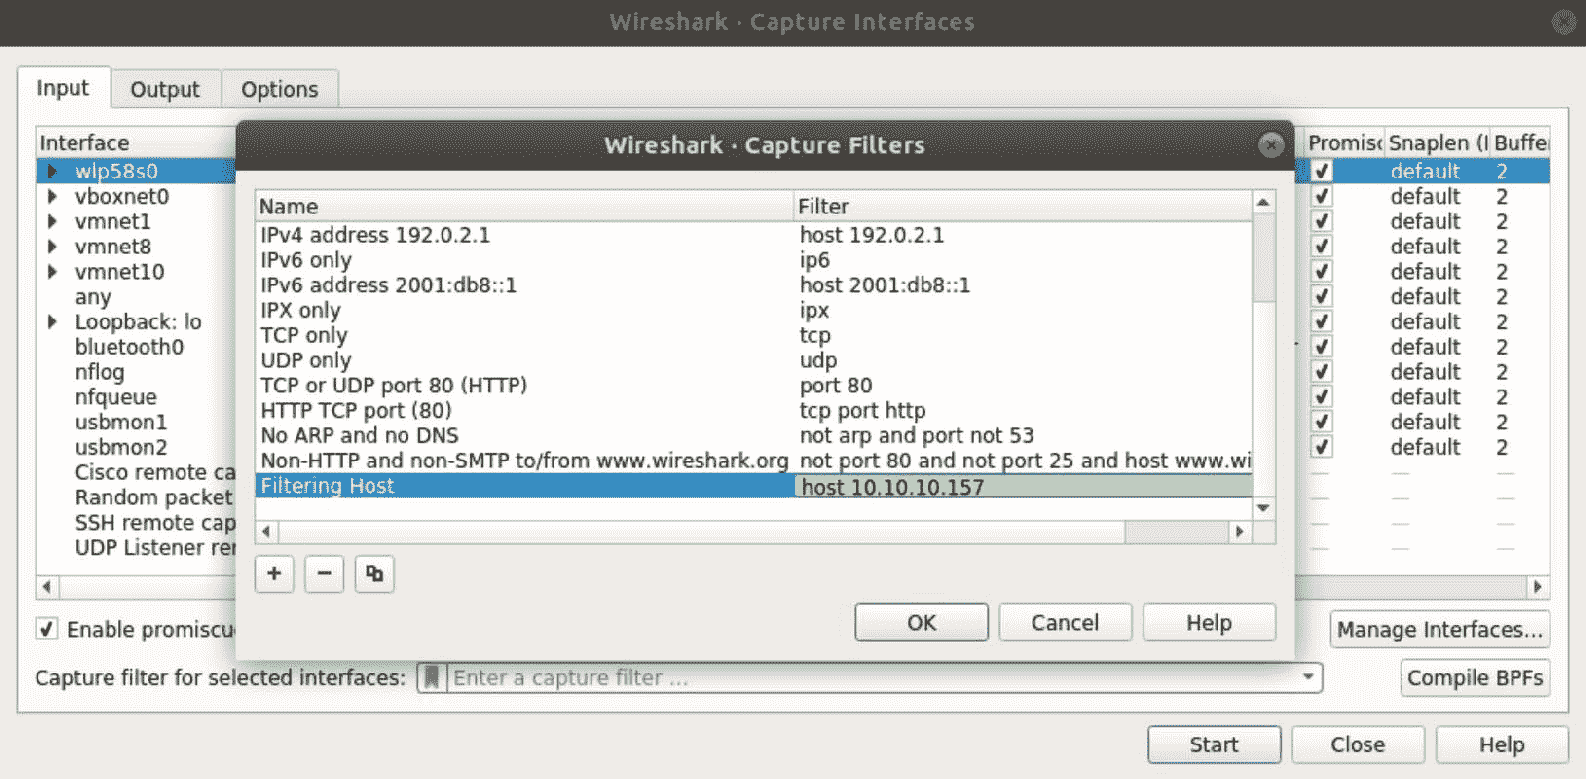 Wireshark · Capture Interfaces
Input Output Options
Interface Promisc Snaplen ( Buffe
wlp58s0 default 2
vboxnet0 default 2
vmnet1 default 2
vmnet8 default 2
vmnet10 default 2
any default 2
Loopback: lo default 2
bluetooth0 default 2
nflog default 2
nfqueue default 2
usbmon1 default 2
usbmon2 default 2
Cisco remote ca —
Random packet —
SSH remote cap —
UDP Listener re —
Wireshark · Capture Filters
Name Filter
IPv4 address 192.0.2.1 host 192.0.2.1
IPv6 only ip6
IPv6 address 2001:db8::1 host 2001:db8::1
IPX only ipx
TCP only tcp
UDP only udp
TCP or UDP port 80 (HTTP) port 80
HTTP TCP port (80) tcp port http
No ARP and no DNS not arp and port not 53
Non-HTTP and non-SMTP to/from www.wireshark.org not port 80 and not port 25 and host www.wi
Filtering Host host 10.10.10.157
+ −
OK Cancel Help
Enable promiscu
Manage Interfaces...
Capture filter for selected interfaces: Enter a capture filter ... Compile BPFs
Start Close Help